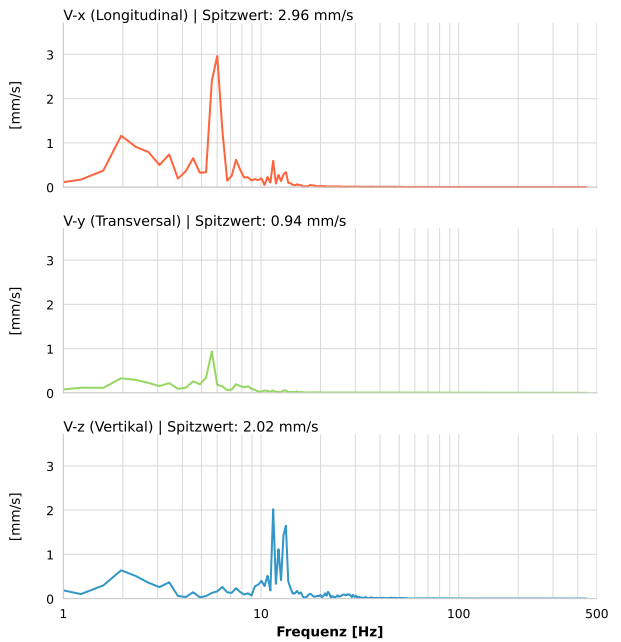 V-x (Longitudinal) | Spitzwert: 2.96 mm/s
3
2
1
0
[mm/s]
V-y (Transversal) | Spitzwert: 0.94 mm/s
3
2
1
0
[mm/s]
V-z (Vertikal) | Spitzwert: 2.02 mm/s
3
2
1
0
[mm/s]
1 10 100 500
Frequenz [Hz]